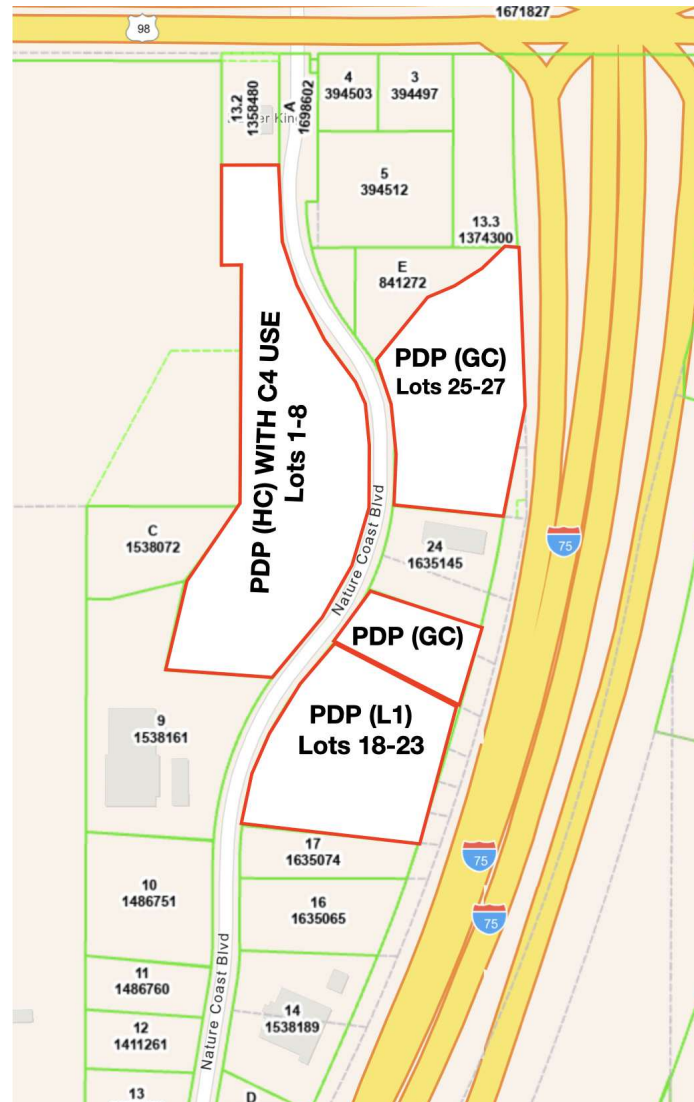 1671827
98
4
394503
3
394497
13.2
1358480
A
1698602
er Kin
5
394512
13.3
1374300
E
841272
PDP (GC)
Lots 25-27
PDP (HC) WITH C4 USE
Lots 1-8
Nature Coast Blvd
C
1538072
24
1635145
75
PDP (GC)
PDP (L1)
Lots 18-23
9
1538161
17
1635074
75
10
1486751
16
1635065
75
Nature Coast Blvd
11
1486760
14
1538189
12
1411261
13
D